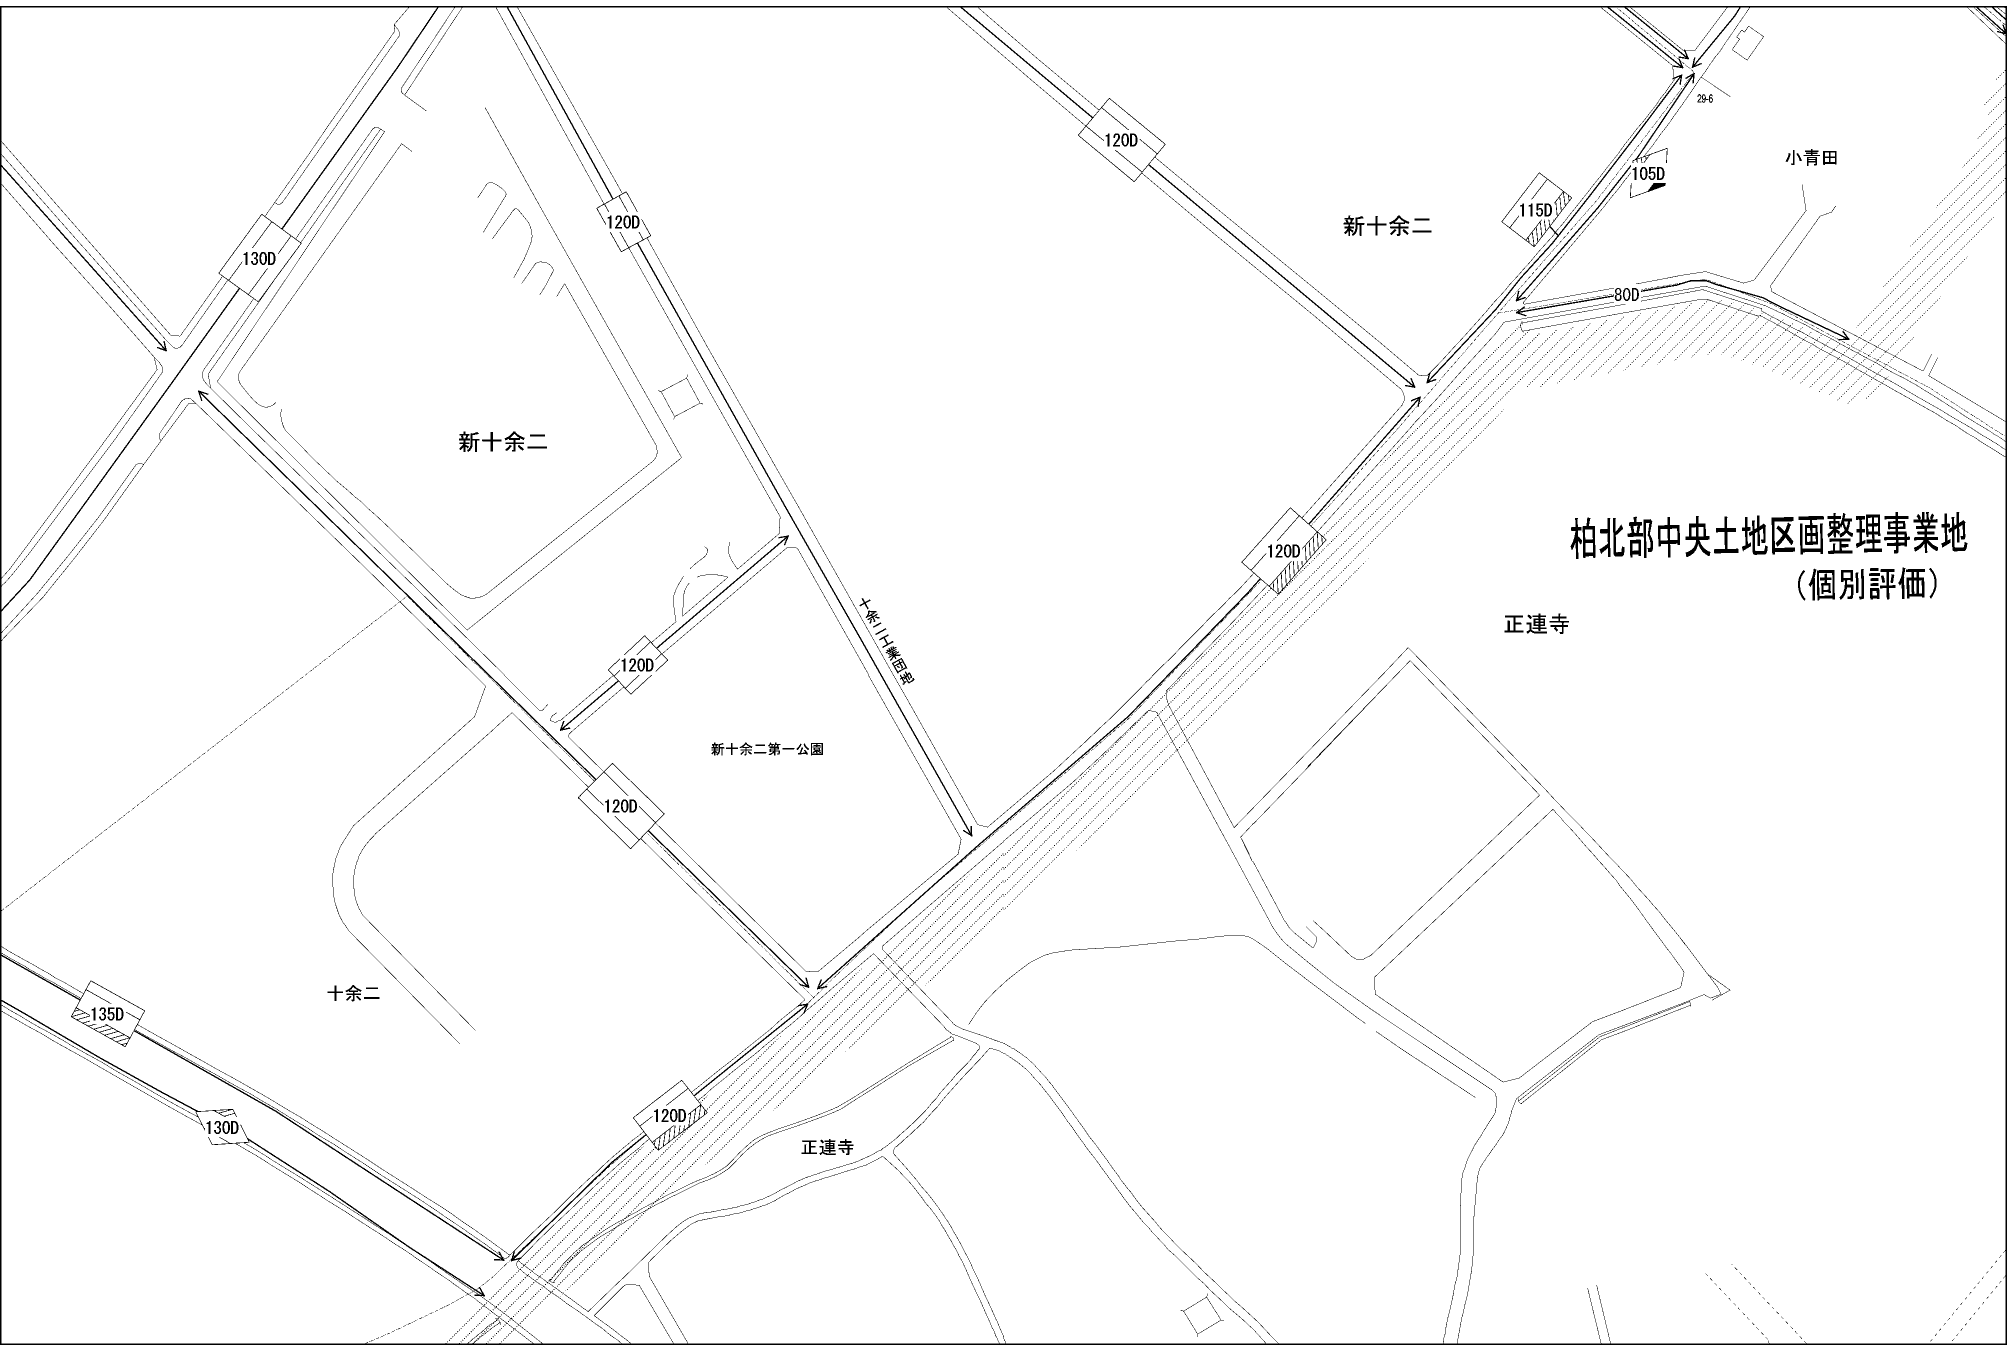 29-6
120D
小青田
105D
115D
120D
新十余二
130D
80D
新十余二
柏北部中央土地区画整理事業地
（個別評価）
120D
十余二工業団地
正連寺
120D
新十余二第一公園
120D
十余二
135D
120D
130D
正連寺